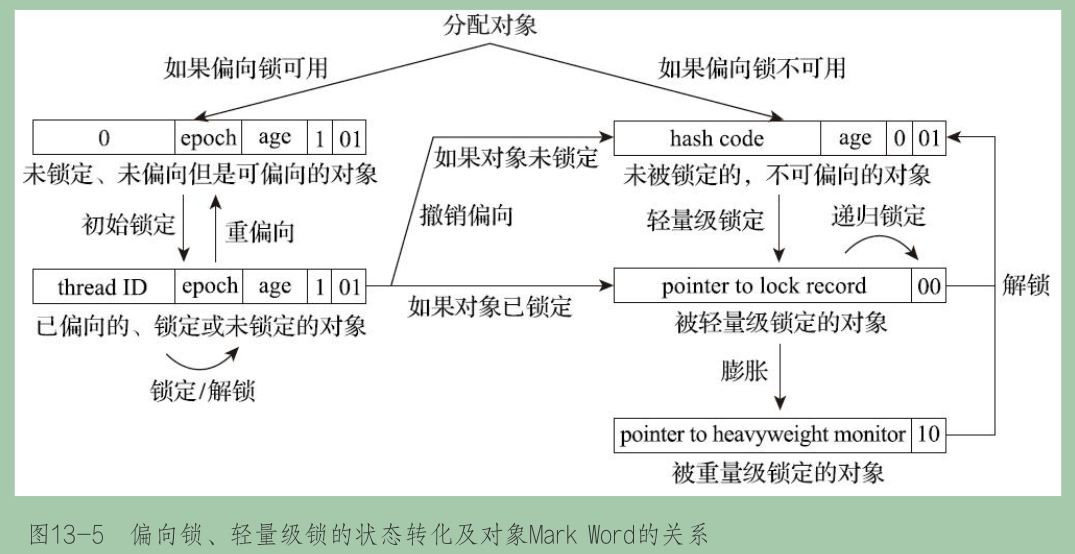 分配对象
如果偏向锁可用
如果偏向锁不可用
0 epoch age 1 01
未锁定、未偏向但是可偏向的对象
初始锁定
重偏向
thread ID epoch age 1 01
已偏向的、锁定或未锁定的对象
锁定/解锁
如果对象未锁定
撤销偏向
如果对象已锁定
hash code age 0 01
未被锁定的，不可偏向的对象
轻量级锁定
递归锁定
pointer to lock record 00
被轻量级锁定的对象
解锁
膨胀
pointer to heavyweight monitor 10
被重量级锁定的对象
图13-5 偏向锁、轻量级锁的状态转化及对象Mark Word的关系